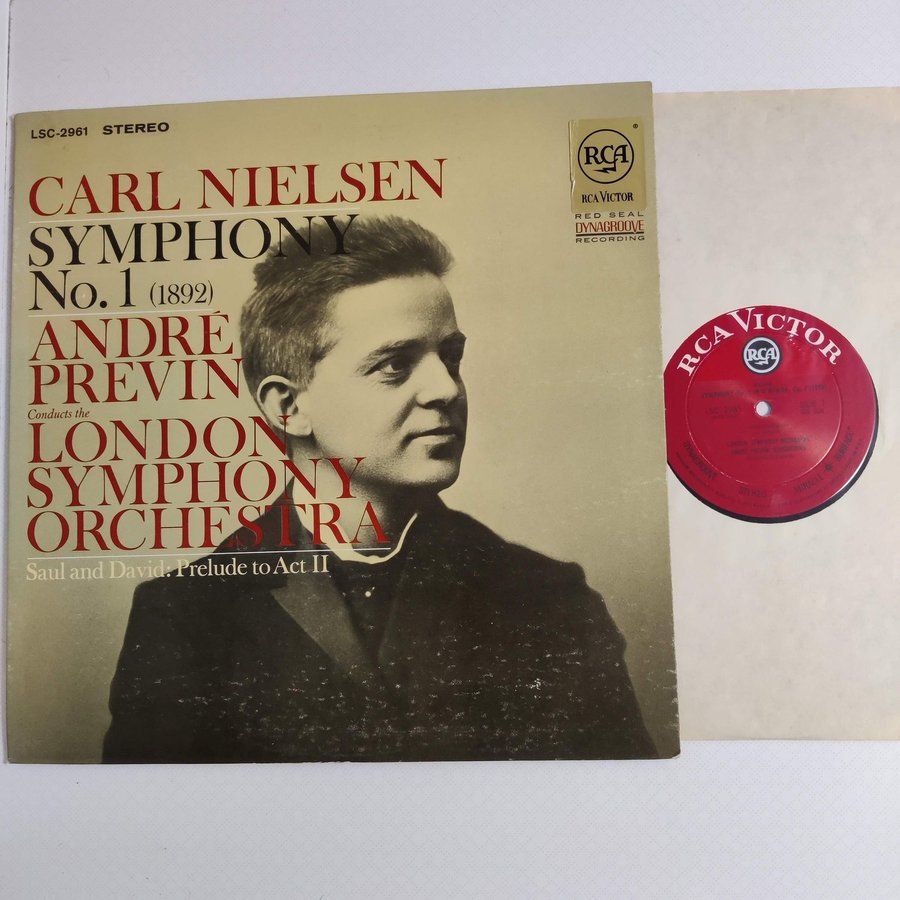 LSC-2961 STEREO
CARL NIELSEN
SYMPHONY
No. 1 (1892)
ANDRÉ
PREVIN
Conducts the
LONDON
SYMPHONY
ORCHESTRA
Saul and David: Prelude to Act II
RCA
®
RCA VICTOR
RED SEAL
DYNAGROOVE
RECORDING
RCA VICTOR
RCA